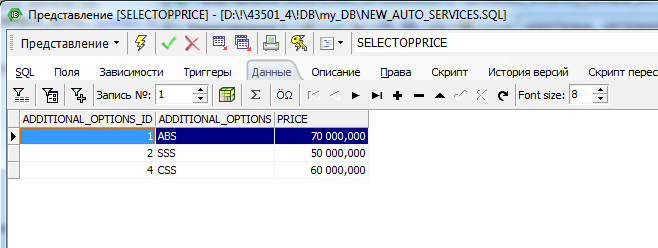 Представление [SELECTOPPRICE] - [D:\!\43501_4\!DB\my_DB\NEW_AUTO_SERVICES.SQL]
Представление SELECTOPPRICE
SQL Поля Зависимости Триггеры Данные Описание Права Скрипт История версий Скрипт перес
Запись №: 1 Σ ÖΩ Font size: 8
ADDITIONAL_OPTIONS_ID ADDITIONAL_OPTIONS PRICE
1 ABS 70 000,000
2 SSS 50 000,000
4 CSS 60 000,000